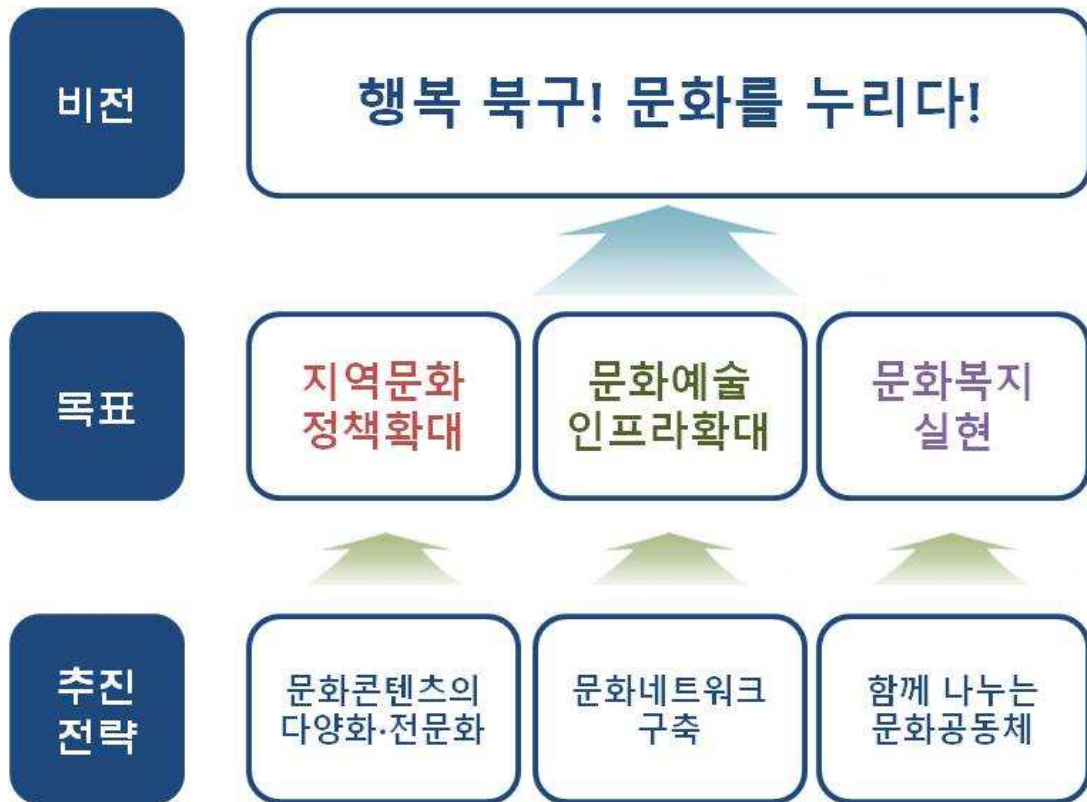 비전
행복 북구! 문화를 누리다!
목표
지역문화
정책확대
문화예술
인프라확대
문화복지
실현
추진
전략
문화콘텐츠의
다양화·전문화
문화네트워크
구축
함께 나누는
문화공동체